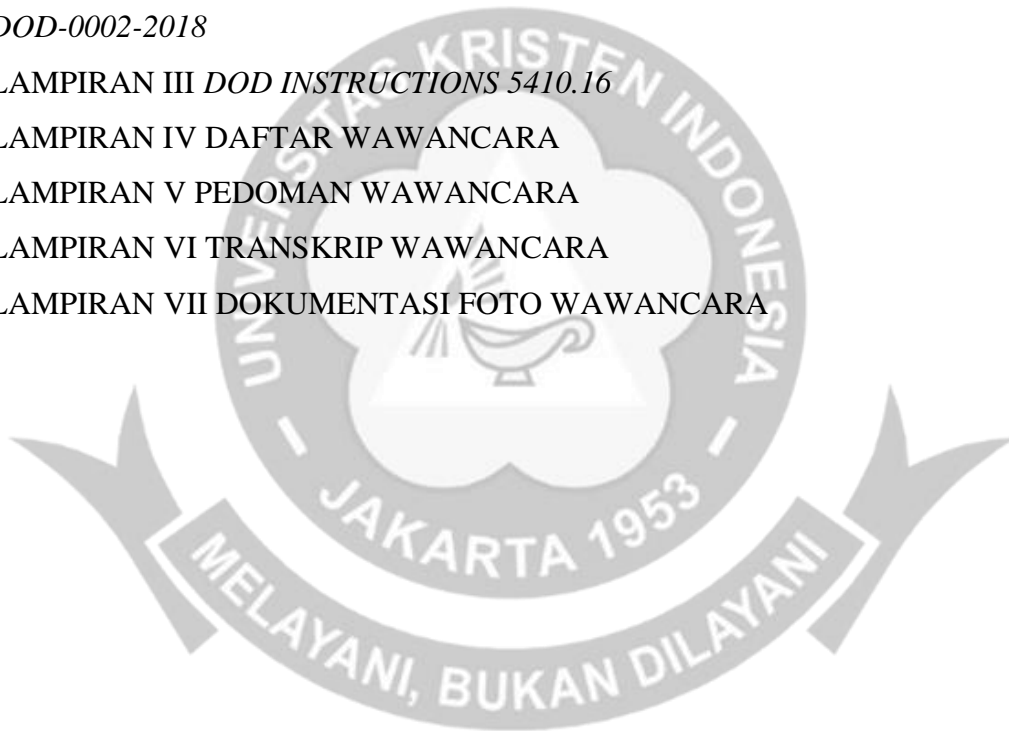 DOD-0002-2018
LAMPIRAN III DOD INSTRUCTIONS 5410.16
LAMPIRAN IV DAFTAR WAWANCARA
LAMPIRAN V PEDOMAN WAWANCARA
LAMPIRAN VI TRANSKRIP WAWANCARA
LAMPIRAN VII DOKUMENTASI FOTO WAWANCARA
UNIVERSITAS KRISTEN INDONESIA
JAKARTA 1953
MELAYANI, BUKAN DILAYANI